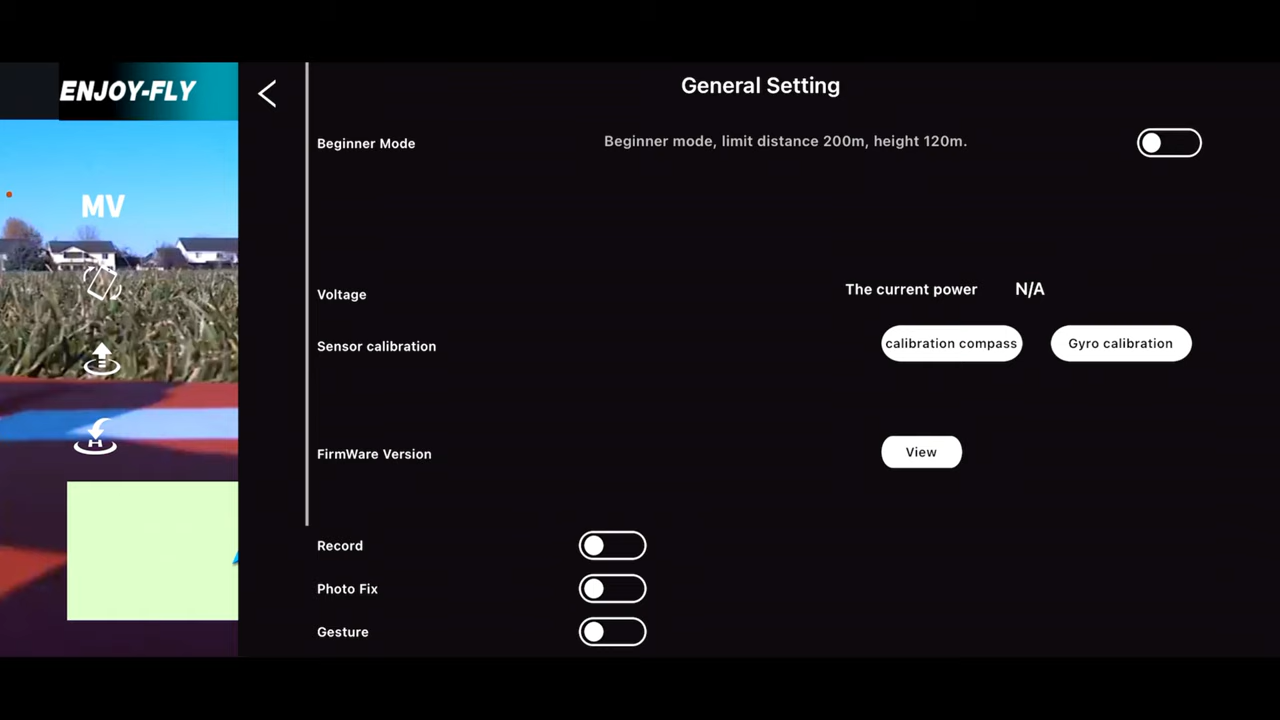 ENJOY-FLY
General Setting
Beginner Mode
Beginner mode, limit distance 200m, height 120m.
MV
Voltage
The current power N/A
Sensor calibration
calibration compass
Gyro calibration
FirmWare Version
View
H
Record
Photo Fix
Gesture